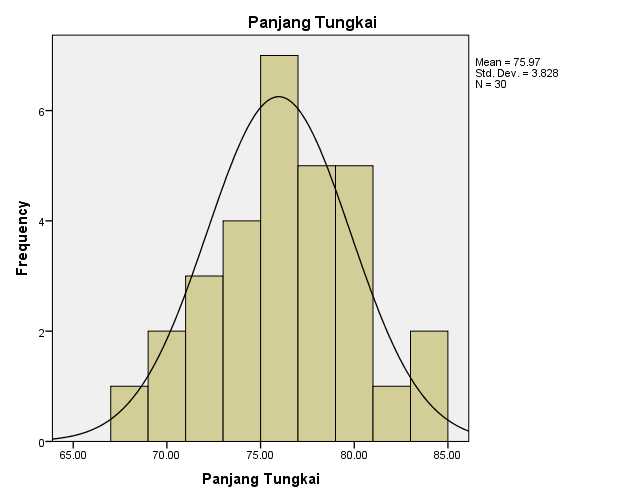 Panjang Tungkai
Mean = 75.97
Std. Dev. = 3.828
N = 30
Frequency
6
4
2
0
65.00 70.00 75.00 80.00 85.00
Panjang Tungkai